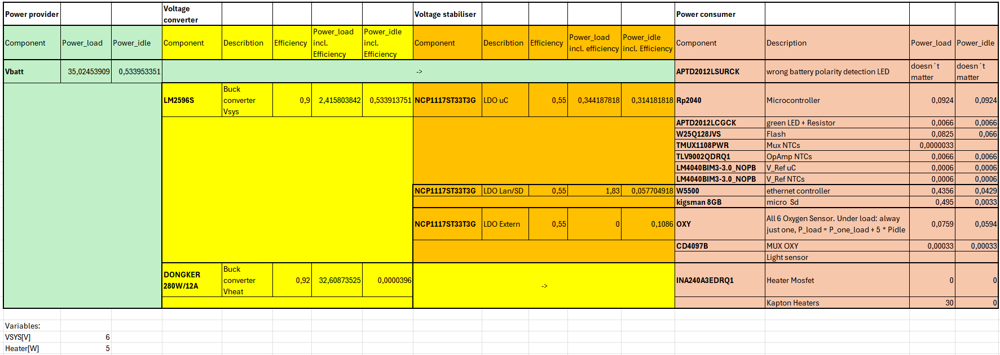 Power provider Voltage converter Voltage stabiliser Power consumer
Component Power_load Power_idle Component Describtion Efficiency Power_load incl. Efficiency Power_idle incl. Efficiency Component Describtion Efficiency Power_load incl. efficiency Power_idle incl. Efficiency Component Description Power_load Power_idle
Vbatt 35,02453909 0,533953351 -> APTD2012LSURCK wrong battery polarity detection LED doesn´t matter doesn´t matter
LM2596S Buck converter Vsys 0,9 2,415803842 0,533913751 NCP1117ST33T3G LDO uC 0,55 0,344187818 0,314181818 Rp2040 Microcontroller 0,0924 0,0924
APTD2012LCGCK green LED + Resistor 0,0066 0,0066
W25Q128JVS Flash 0,0825 0,066
TMUX1108PWR Mux NTCs 0,0000033
TLV9002QDRQ1 OpAmp NTCs 0,0066 0,0066
LM4040BIM3-3.0_NOPB V_Ref uC 0,0006 0,0006
LM4040BIM3-3.0_NOPB V_Ref NTCs 0,0006 0,0006
NCP1117ST33T3G LDO Lan/SD 0,55 1,83 0,057704918 W5500 ethernet controller 0,4356 0,0429
kigsman 8GB micro Sd 0,495 0,0033
NCP1117ST33T3G LDO Extern 0,55 0 0,1086 OXY All 6 Oxygen Sensor. Under load: alway just one, P_load = P_one_load + 5 * Pidle 0,0759 0,0594
CD4097B MUX OXY 0,00033 0,00033
Light sensor
DONGKER 280W/12A Buck converter Vheat 0,92 32,60873525 0,0000396 -> INA240A3EDRQ1 Heater Mosfet 0 0
Kapton Heaters 30 0
Variables:
VSYS[V] 6
Heater[W] 5